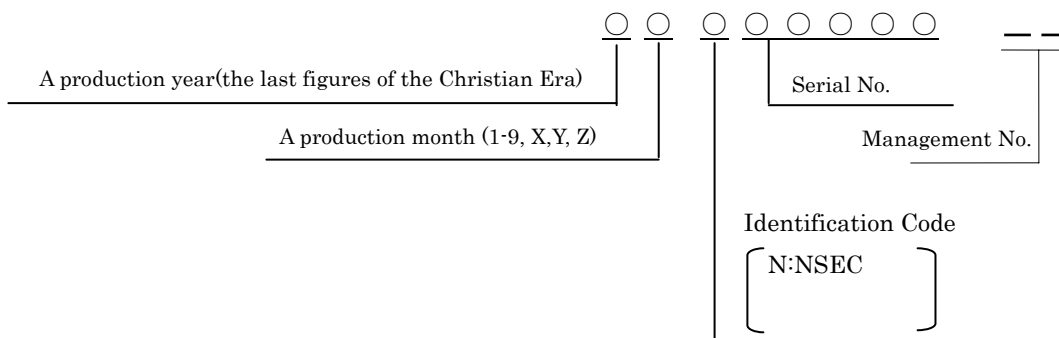 ○ ○ ○ ○ ○ ○ ○ ○ – –
A production year(the last figures of the Christian Era)
Serial No.
A production month (1-9, X,Y, Z)
Management No.
Identification Code
N:NSEC